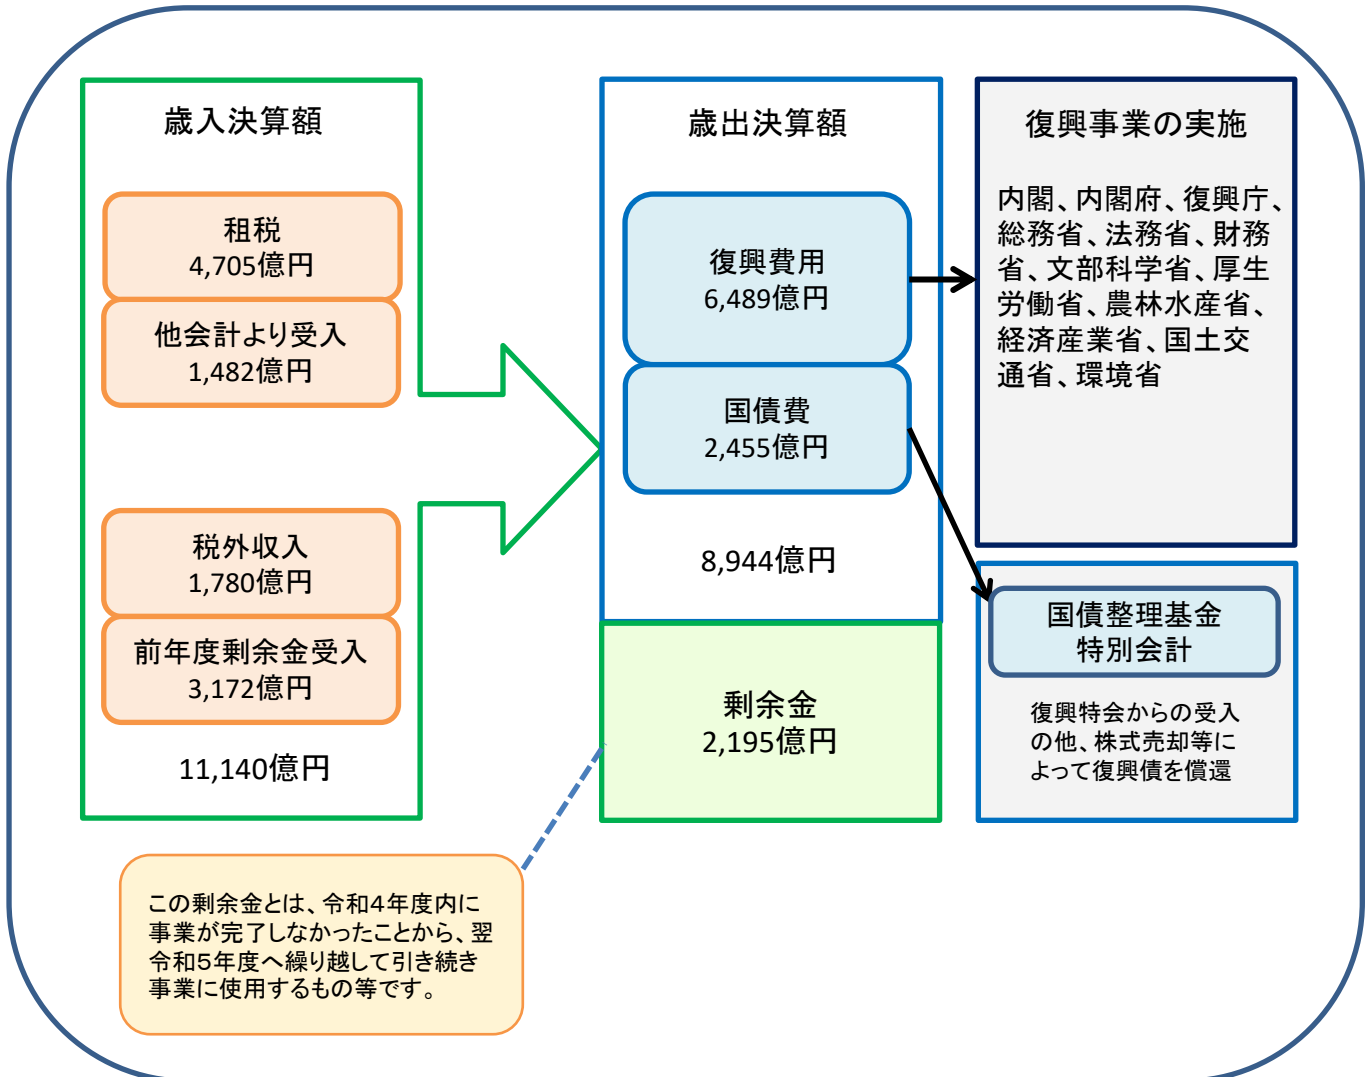 歳入決算額
租税
4,705億円
他会計より受入
1,482億円
税外収入
1,780億円
前年度剰余金受入
3,172億円
11,140億円
歳出決算額
復興費用
6,489億円
国債費
2,455億円
8,944億円
剰余金
2,195億円
復興事業の実施
内閣、内閣府、復興庁、
総務省、法務省、財務
省、文部科学省、厚生
労働省、農林水産省、
経済産業省、国土交
通省、環境省
国債整理基金
特別会計
復興特会からの受入
の他、株式売却等に
よって復興債を償還
この剰余金とは、令和４年度内に
事業が完了しなかったことから、翌
令和５年度へ繰り越して引き続き
事業に使用するもの等です。